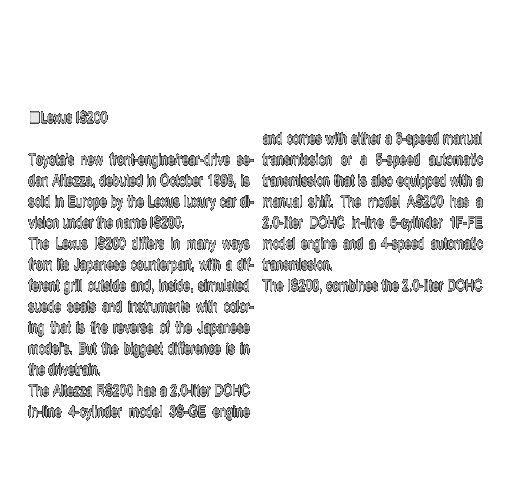 ■Lexus IS200
Toyota's new front-engine/rear-drive se-
dan Altezza, debuted in October 1998, is
sold in Europe by the Lexus luxury car di-
vision under the name IS200.
The Lexus IS200 differs in many ways
from its Japanese counterpart, with a dif-
ferent grill outside and, inside, simulated
suede seats and instruments with color-
ing that is the reverse of the Japanese
model's. But the biggest difference is in
the drivetrain.
The Altezza RS200 has a 2.0-liter DOHC
in-line 4-cylinder model 3S-GE engine
and comes with either a 6-speed manual
transmission or a 5-speed automatic
transmission that is also equipped with a
manual shift. The model AS200 has a
2.0-liter DOHC in-line 6-cylinder 1F-FE
model engine and a 4-speed automatic
transmission.
The IS200, combines the 2.0-liter DOHC